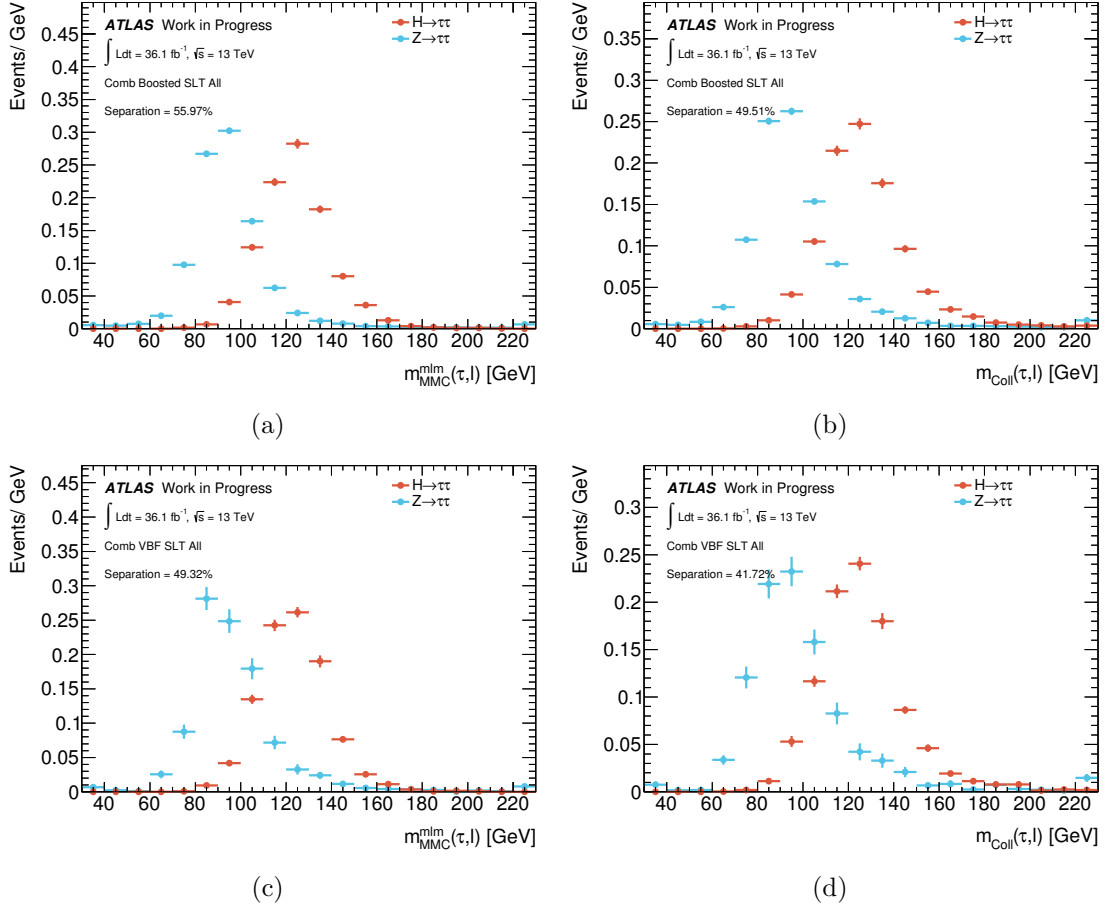 ATLAS Work in Progress
H→ττ
Z→ττ
∫ Ldt = 36.1 fb⁻¹, √s = 13 TeV
Comb Boosted SLT All
Separation = 55.97%
Events/ GeV
0.45
0.4
0.35
0.3
0.25
0.2
0.15
0.1
0.05
0
40 60 80 100 120 140 160 180 200 220
m^mlm_MMC(τ,l) [GeV]
(a)
ATLAS Work in Progress
H→ττ
Z→ττ
∫ Ldt = 36.1 fb⁻¹, √s = 13 TeV
Comb Boosted SLT All
Separation = 49.51%
Events/ GeV
0.35
0.3
0.25
0.2
0.15
0.1
0.05
0
40 60 80 100 120 140 160 180 200 220
m_Coll(τ,l) [GeV]
(b)
ATLAS Work in Progress
H→ττ
Z→ττ
∫ Ldt = 36.1 fb⁻¹, √s = 13 TeV
Comb VBF SLT All
Separation = 49.32%
Events/ GeV
0.45
0.4
0.35
0.3
0.25
0.2
0.15
0.1
0.05
0
40 60 80 100 120 140 160 180 200 220
m^mlm_MMC(τ,l) [GeV]
(c)
ATLAS Work in Progress
H→ττ
Z→ττ
∫ Ldt = 36.1 fb⁻¹, √s = 13 TeV
Comb VBF SLT All
Separation = 41.72%
Events/ GeV
0.3
0.25
0.2
0.15
0.1
0.05
0
40 60 80 100 120 140 160 180 200 220
m_Coll(τ,l) [GeV]
(d)